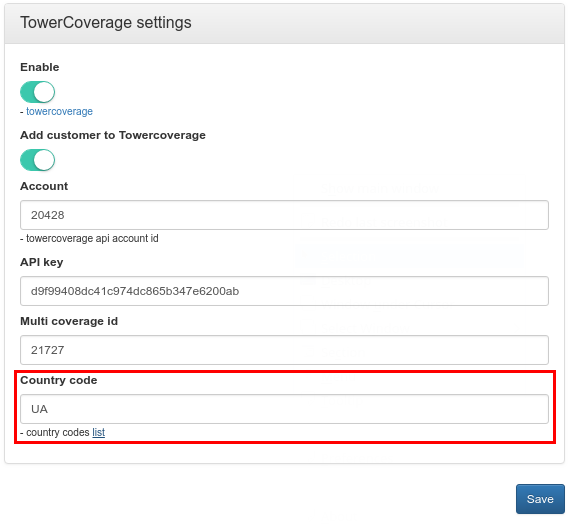 TowerCoverage settings
Enable
- towercoverage
Add customer to Towercoverage
Account
20428
- towercoverage api account id
API key
d9f99408dc41c974dc865b347e6200ab
Multi coverage id
21727
Country code
UA
- country codes list
Save